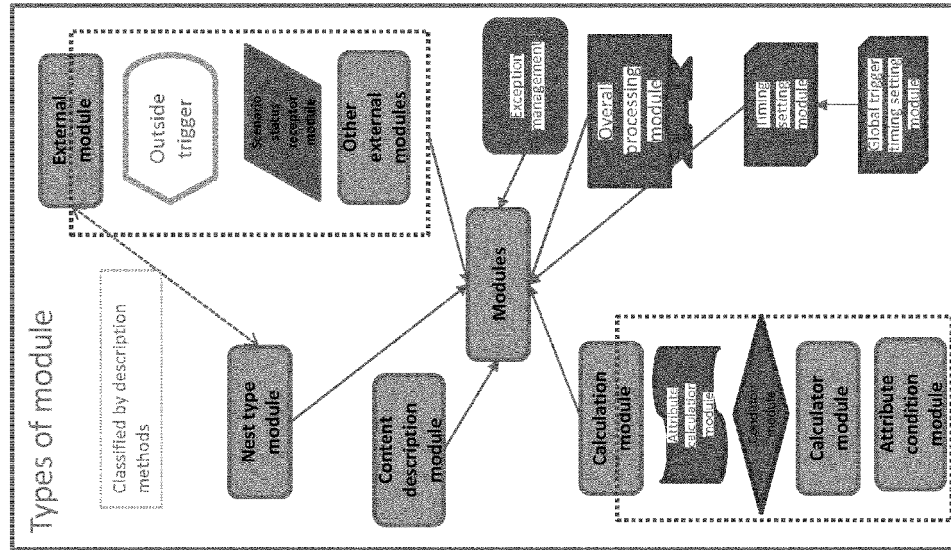 Types of module
Classified by description
methods
External
module
Outside
trigger
Scenario
status
receptor
module
Other
external
modules
Nest type
module
Content
description
module
Modules
Exception
management
Overall
processing
module
Timing
setting
module
Global trigger
timing setting
module
Calculation
module
Attribute
calculation
module
module
Calculator
module
Attribute
condition
module